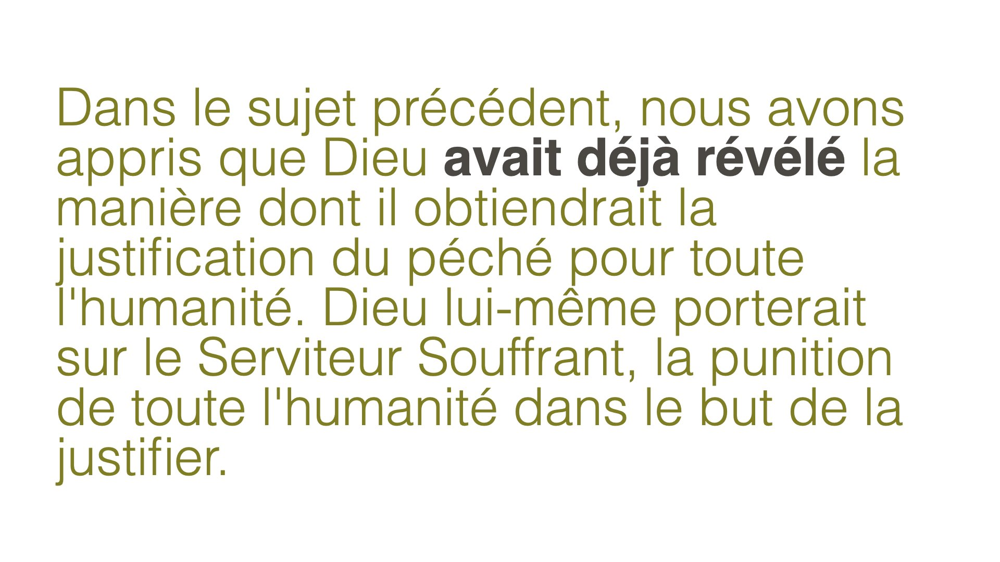 Dans le sujet précédent, nous avons
appris que Dieu avait déjà révélé la
manière dont il obtiendrait la
justification du péché pour toute
l'humanité. Dieu lui-même porterait
sur le Serviteur Souffrant, la punition
de toute l'humanité dans le but de la
justifier.